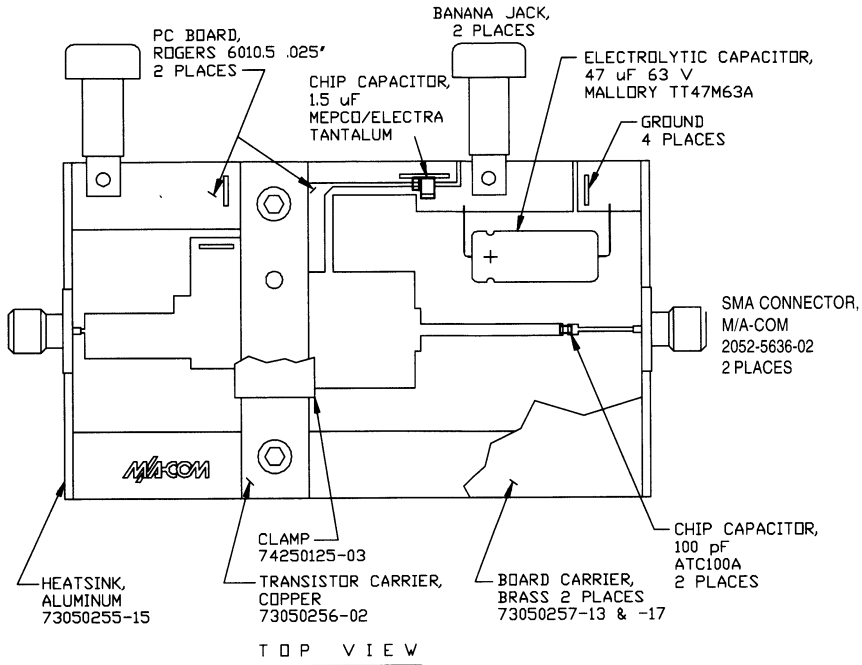 PC BOARD,
ROGERS 6010.5 .025"
2 PLACES
BANANA JACK,
2 PLACES
CHIP CAPACITOR,
1.5 uF
MEPCO/ELECTRA
TANTALUM
ELECTROLYTIC CAPACITOR,
47 uF 63 V
MALLORY TT47M63A
GROUND
4 PLACES
+
SMA CONNECTOR,
M/A-COM
2052-5636-02
2 PLACES
M/A-COM
CLAMP
74250125-03
HEATSINK,
ALUMINUM
73050255-15
TRANSISTOR CARRIER,
COPPER
73050256-02
BOARD CARRIER,
BRASS 2 PLACES
73050257-13 & -17
CHIP CAPACITOR,
100 pF
ATC100A
2 PLACES
TOP VIEW